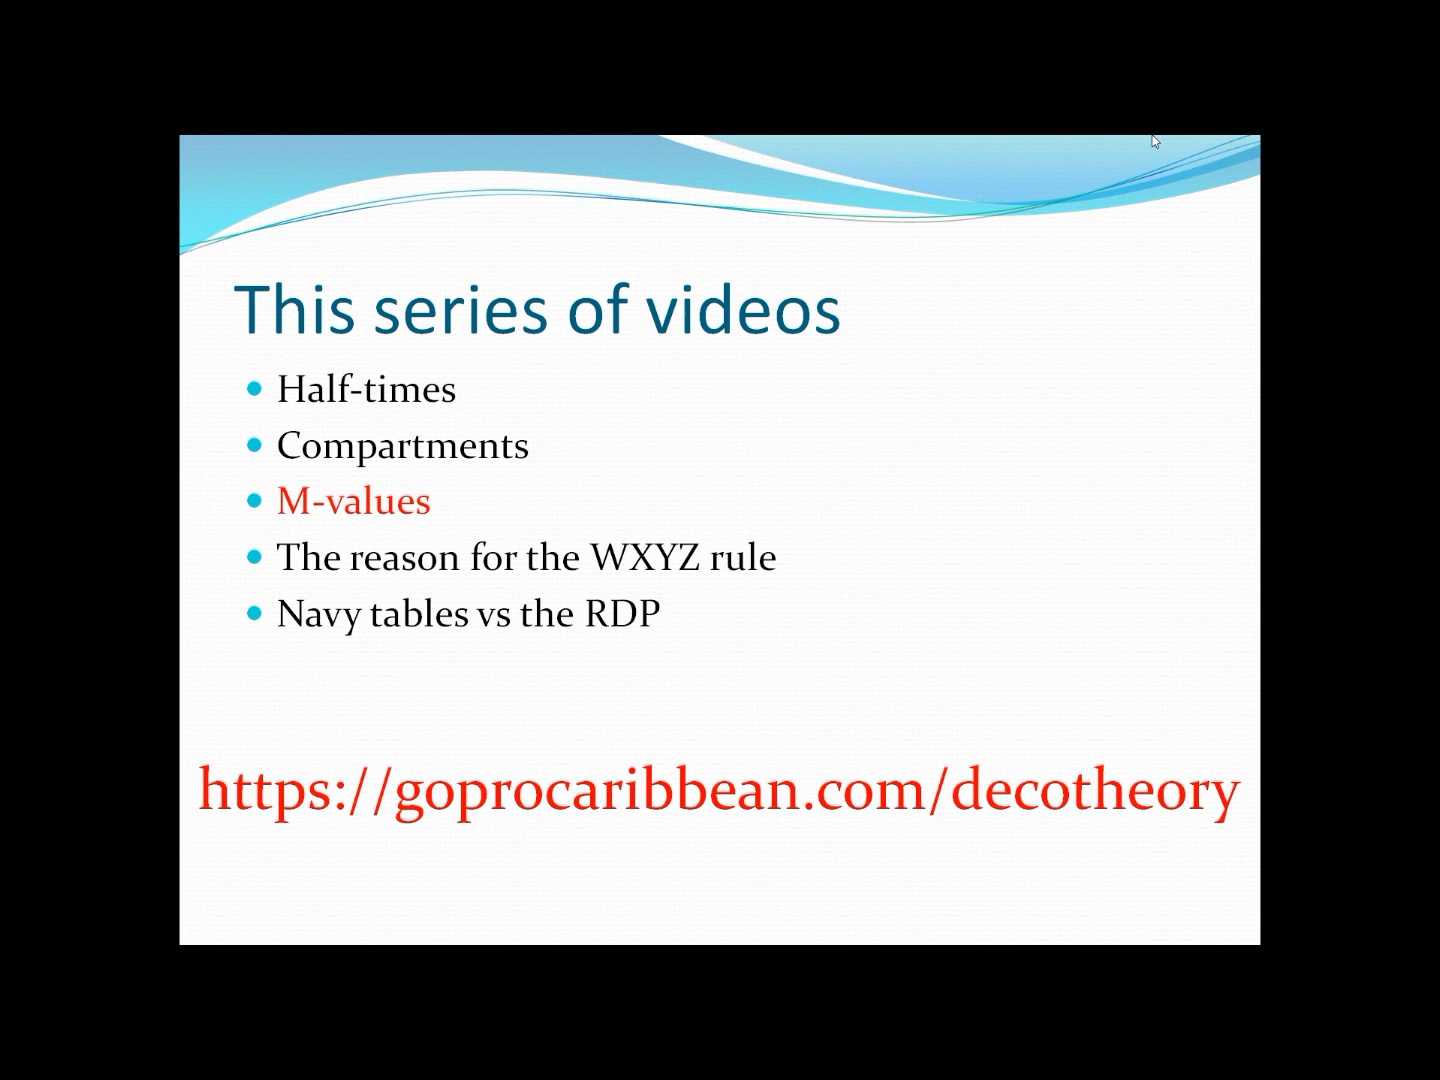 This series of videos
Half-times
Compartments
M-values
The reason for the WXYZ rule
Navy tables vs the RDP
https://goprocaribbean.com/decotheory